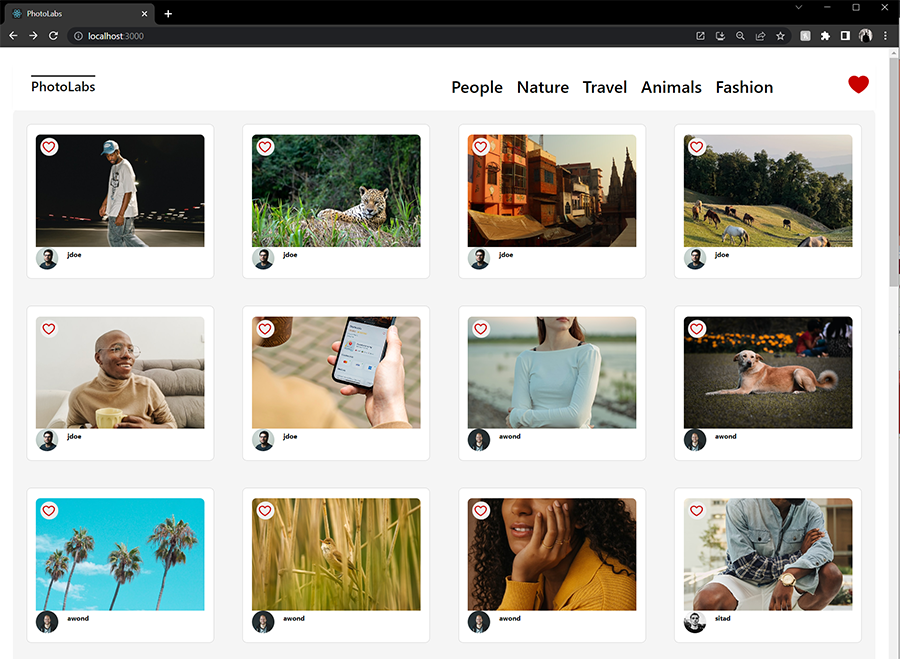 PhotoLabs
localhost:3000
PhotoLabs
People Nature Travel Animals Fashion
jdoe jdoe jdoe jdoe
jdoe jdoe awond awond
awond awond awond sitad